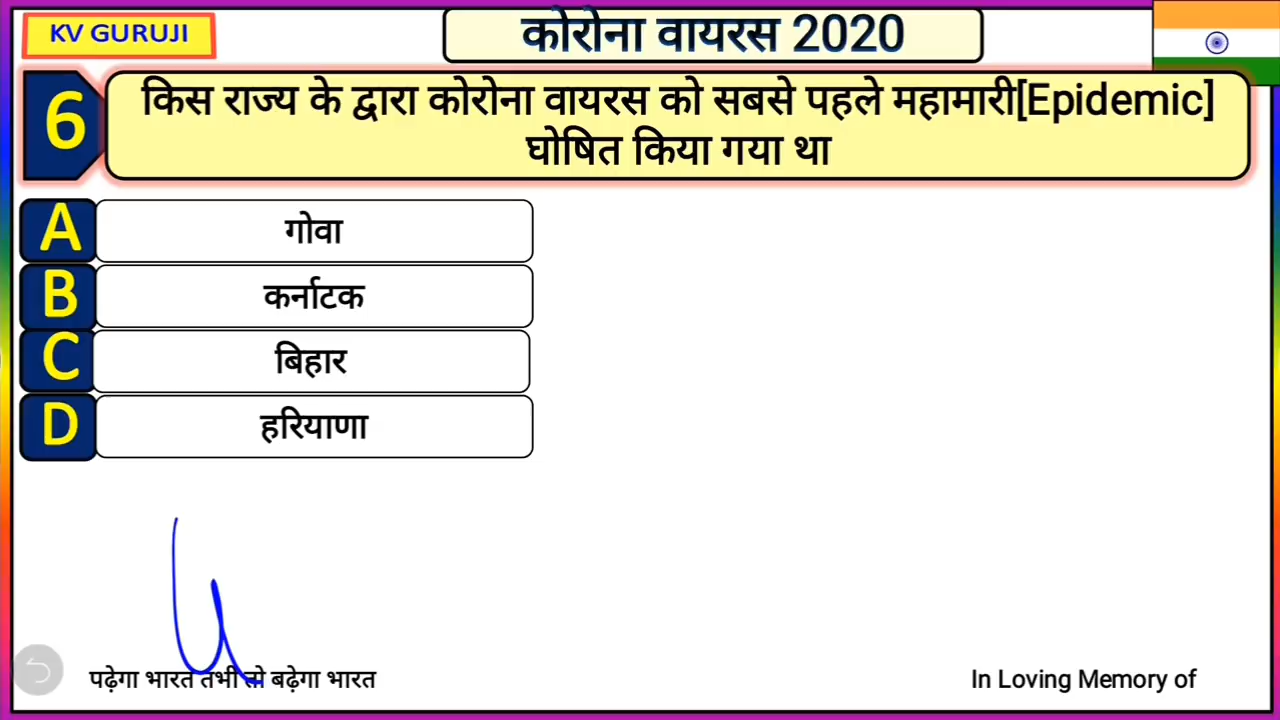 KV GURUJI
कोरोना वायरस 2020
6
किस राज्य के द्वारा कोरोना वायरस को सबसे पहले महामारी[Epidemic]
घोषित किया गया था
A गोवा
B कर्नाटक
C बिहार
D हरियाणा
पढ़ेगा भारत तभी तो बढ़ेगा भारत
In Loving Memory of